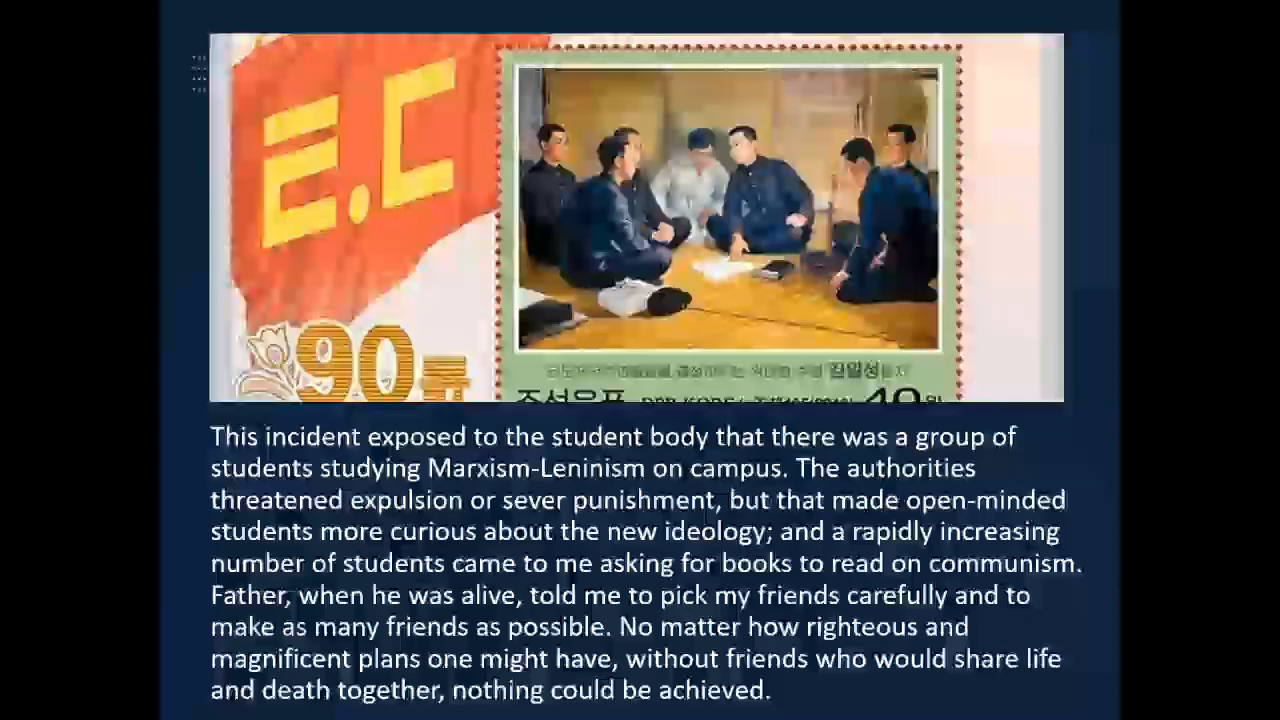 ㅌ.ㄷ
90돌
김일성
조선우표 DPR KOREA
This incident exposed to the student body that there was a group of
students studying Marxism-Leninism on campus. The authorities
threatened expulsion or sever punishment, but that made open-minded
students more curious about the new ideology; and a rapidly increasing
number of students came to me asking for books to read on communism.
Father, when he was alive, told me to pick my friends carefully and to
make as many friends as possible. No matter how righteous and
magnificent plans one might have, without friends who would share life
and death together, nothing could be achieved.